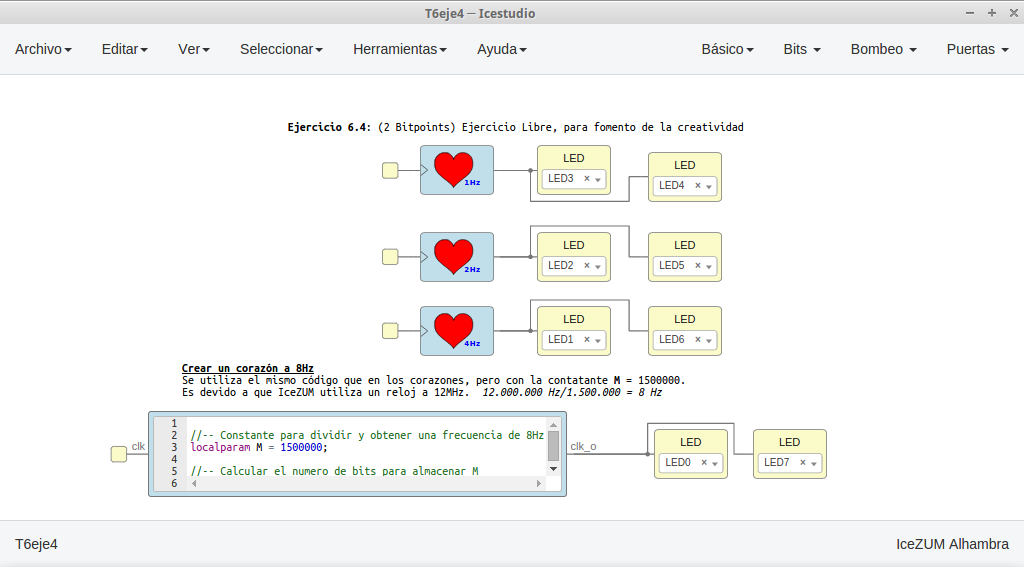 T6eje4 — Icestudio
Archivo Editar Ver Seleccionar Herramientas Ayuda Básico Bits Bombeo Puertas
Ejercicio 6.4: (2 Bitpoints) Ejercicio Libre, para fomento de la creatividad
1Hz
LED
LED3 ×
LED
LED4 ×
2Hz
LED
LED2 ×
LED
LED5 ×
4Hz
LED
LED1 ×
LED
LED6 ×
Crear un corazón a 8Hz
Se utiliza el mismo código que en los corazones, pero con la contatante M = 1500000.
Es devido a que IceZUM utiliza un reloj a 12MHz. 12.000.000 Hz/1.500.000 = 8 Hz
clk
1
2 //-- Constante para dividir y obtener una frecuencia de 8Hz
3 localparam M = 1500000;
4
5 //-- Calcular el numero de bits para almacenar M
6
clk_o
LED
LED0 ×
LED
LED7 ×
T6eje4 IceZUM Alhambra